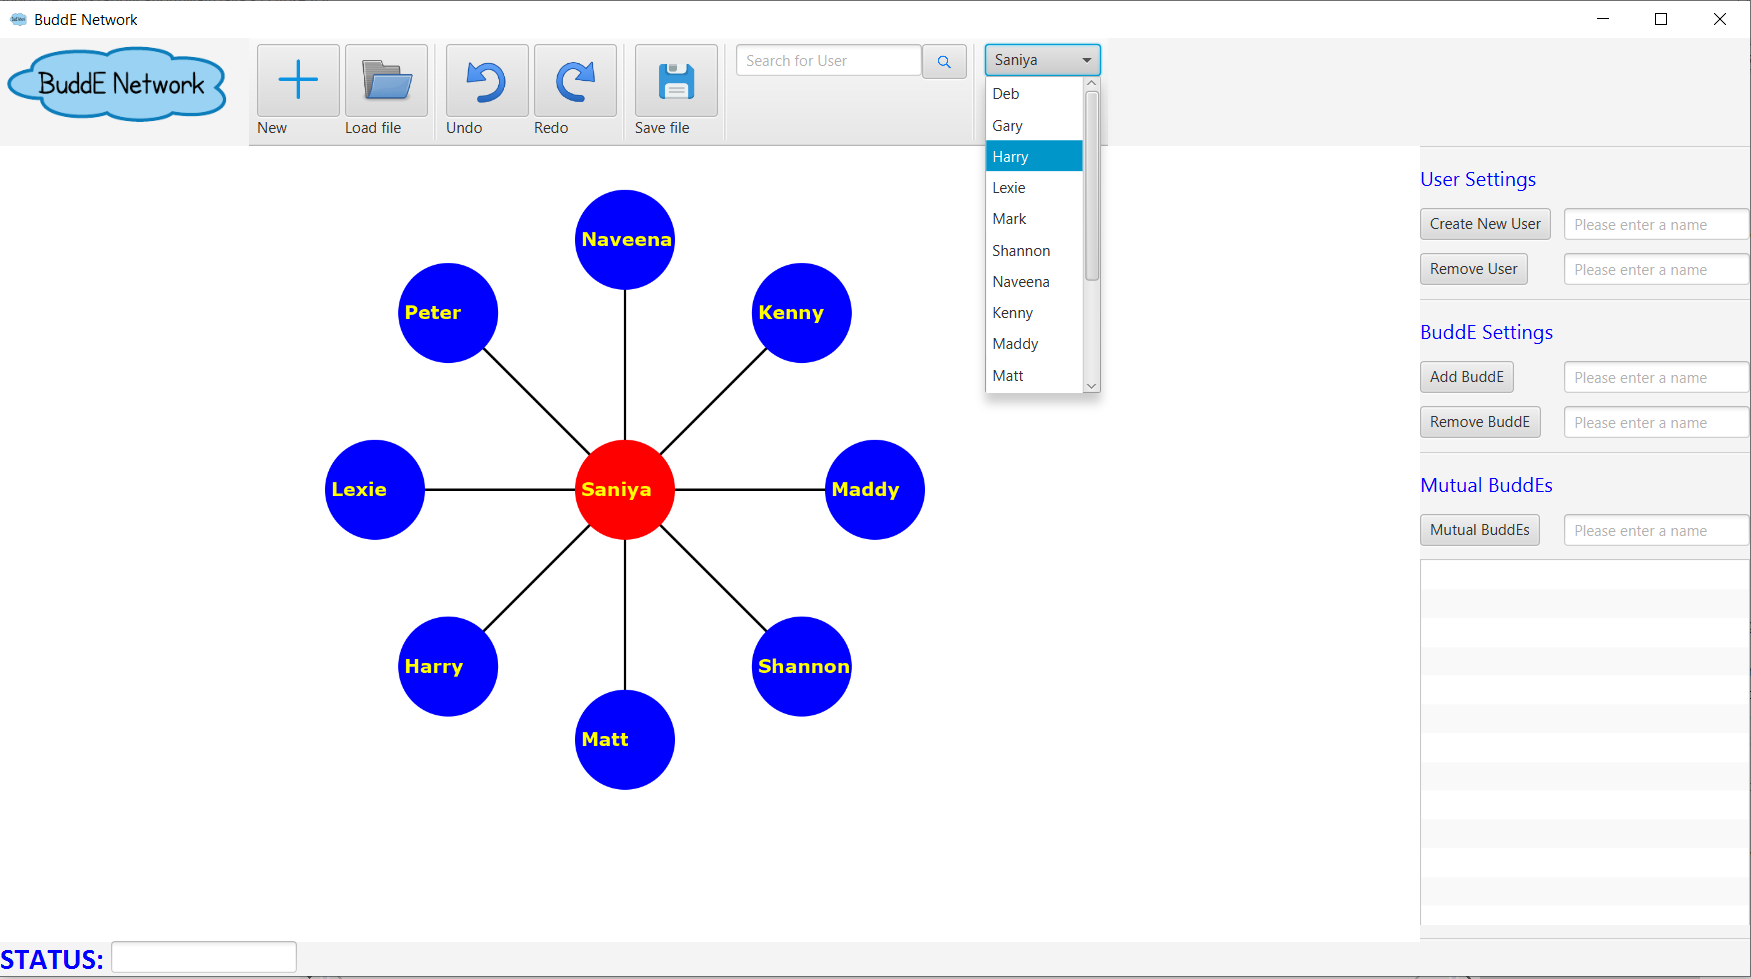 BuddE Network
BuddE Network
New
Load file
Undo
Redo
Save file
Search for User
Saniya
Deb
Gary
Harry
Lexie
Mark
Shannon
Naveena
Kenny
Maddy
Matt
Naveena
Peter
Kenny
Lexie
Saniya
Maddy
Harry
Shannon
Matt
User Settings
Create New User Please enter a name
Remove User Please enter a name
BuddE Settings
Add BuddE Please enter a name
Remove BuddE Please enter a name
Mutual BuddEs
Mutual BuddEs Please enter a name
STATUS: